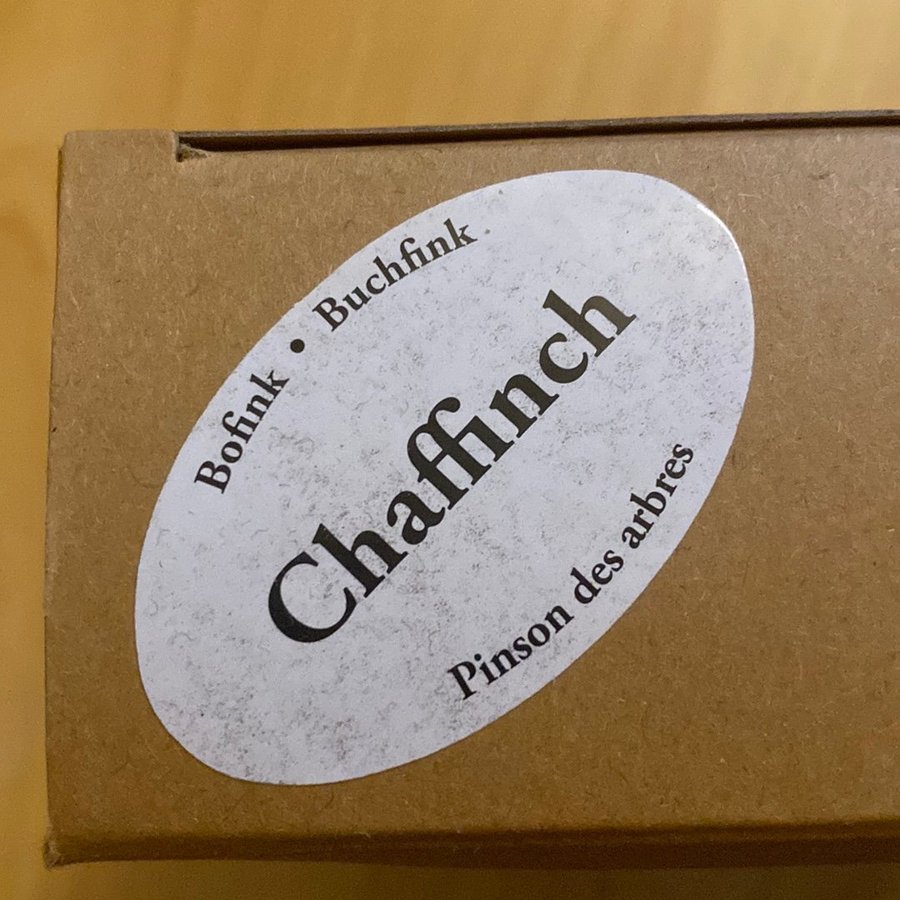 Bofink • Buchfink
Chaffinch
Pinson des arbres